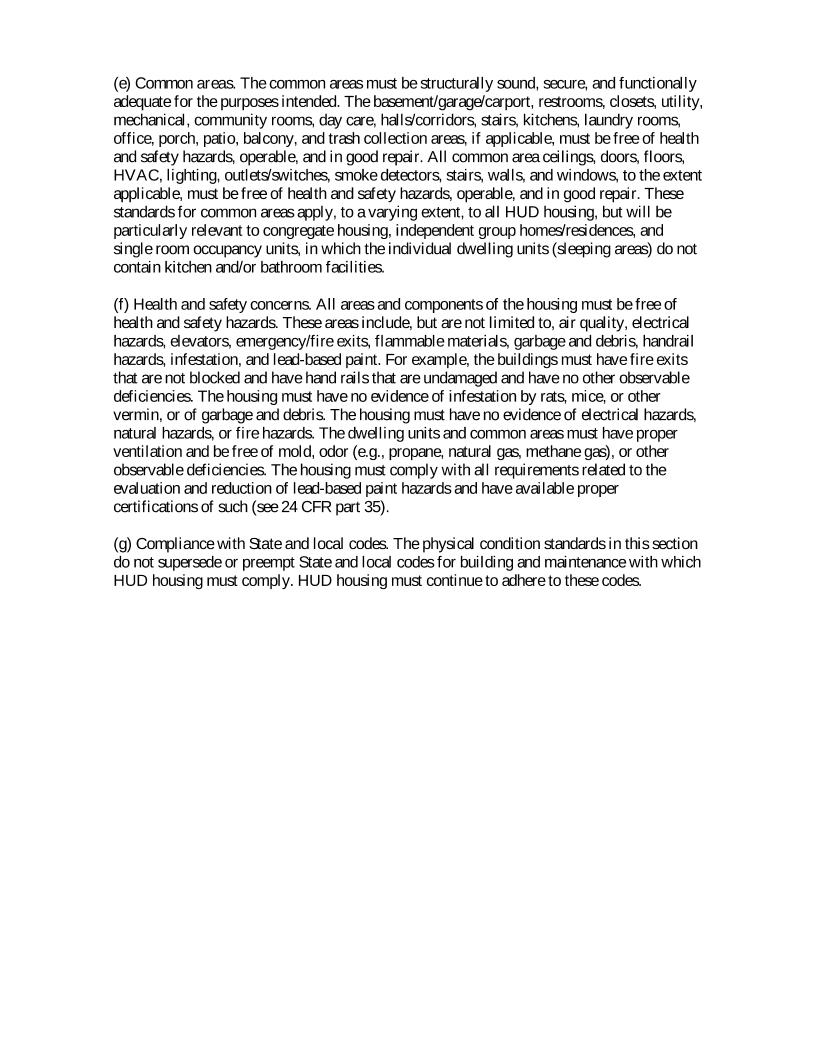 (e) Common areas. The common areas must be structurally sound, secure, and functionally
adequate for the purposes intended. The basement/garage/carport, restrooms, closets, utility,
mechanical, community rooms, day care, halls/corridors, stairs, kitchens, laundry rooms,
office, porch, patio, balcony, and trash collection areas, if applicable, must be free of health
and safety hazards, operable, and in good repair. All common area ceilings, doors, floors,
HVAC, lighting, outlets/switches, smoke detectors, stairs, walls, and windows, to the extent
applicable, must be free of health and safety hazards, operable, and in good repair. These
standards for common areas apply, to a varying extent, to all HUD housing, but will be
particularly relevant to congregate housing, independent group homes/residences, and
single room occupancy units, in which the individual dwelling units (sleeping areas) do not
contain kitchen and/or bathroom facilities.
(f) Health and safety concerns. All areas and components of the housing must be free of
health and safety hazards. These areas include, but are not limited to, air quality, electrical
hazards, elevators, emergency/fire exits, flammable materials, garbage and debris, handrail
hazards, infestation, and lead-based paint. For example, the buildings must have fire exits
that are not blocked and have hand rails that are undamaged and have no other observable
deficiencies. The housing must have no evidence of infestation by rats, mice, or other
vermin, or of garbage and debris. The housing must have no evidence of electrical hazards,
natural hazards, or fire hazards. The dwelling units and common areas must have proper
ventilation and be free of mold, odor (e.g., propane, natural gas, methane gas), or other
observable deficiencies. The housing must comply with all requirements related to the
evaluation and reduction of lead-based paint hazards and have available proper
certifications of such (see 24 CFR part 35).
(g) Compliance with State and local codes. The physical condition standards in this section
do not supersede or preempt State and local codes for building and maintenance with which
HUD housing must comply. HUD housing must continue to adhere to these codes.